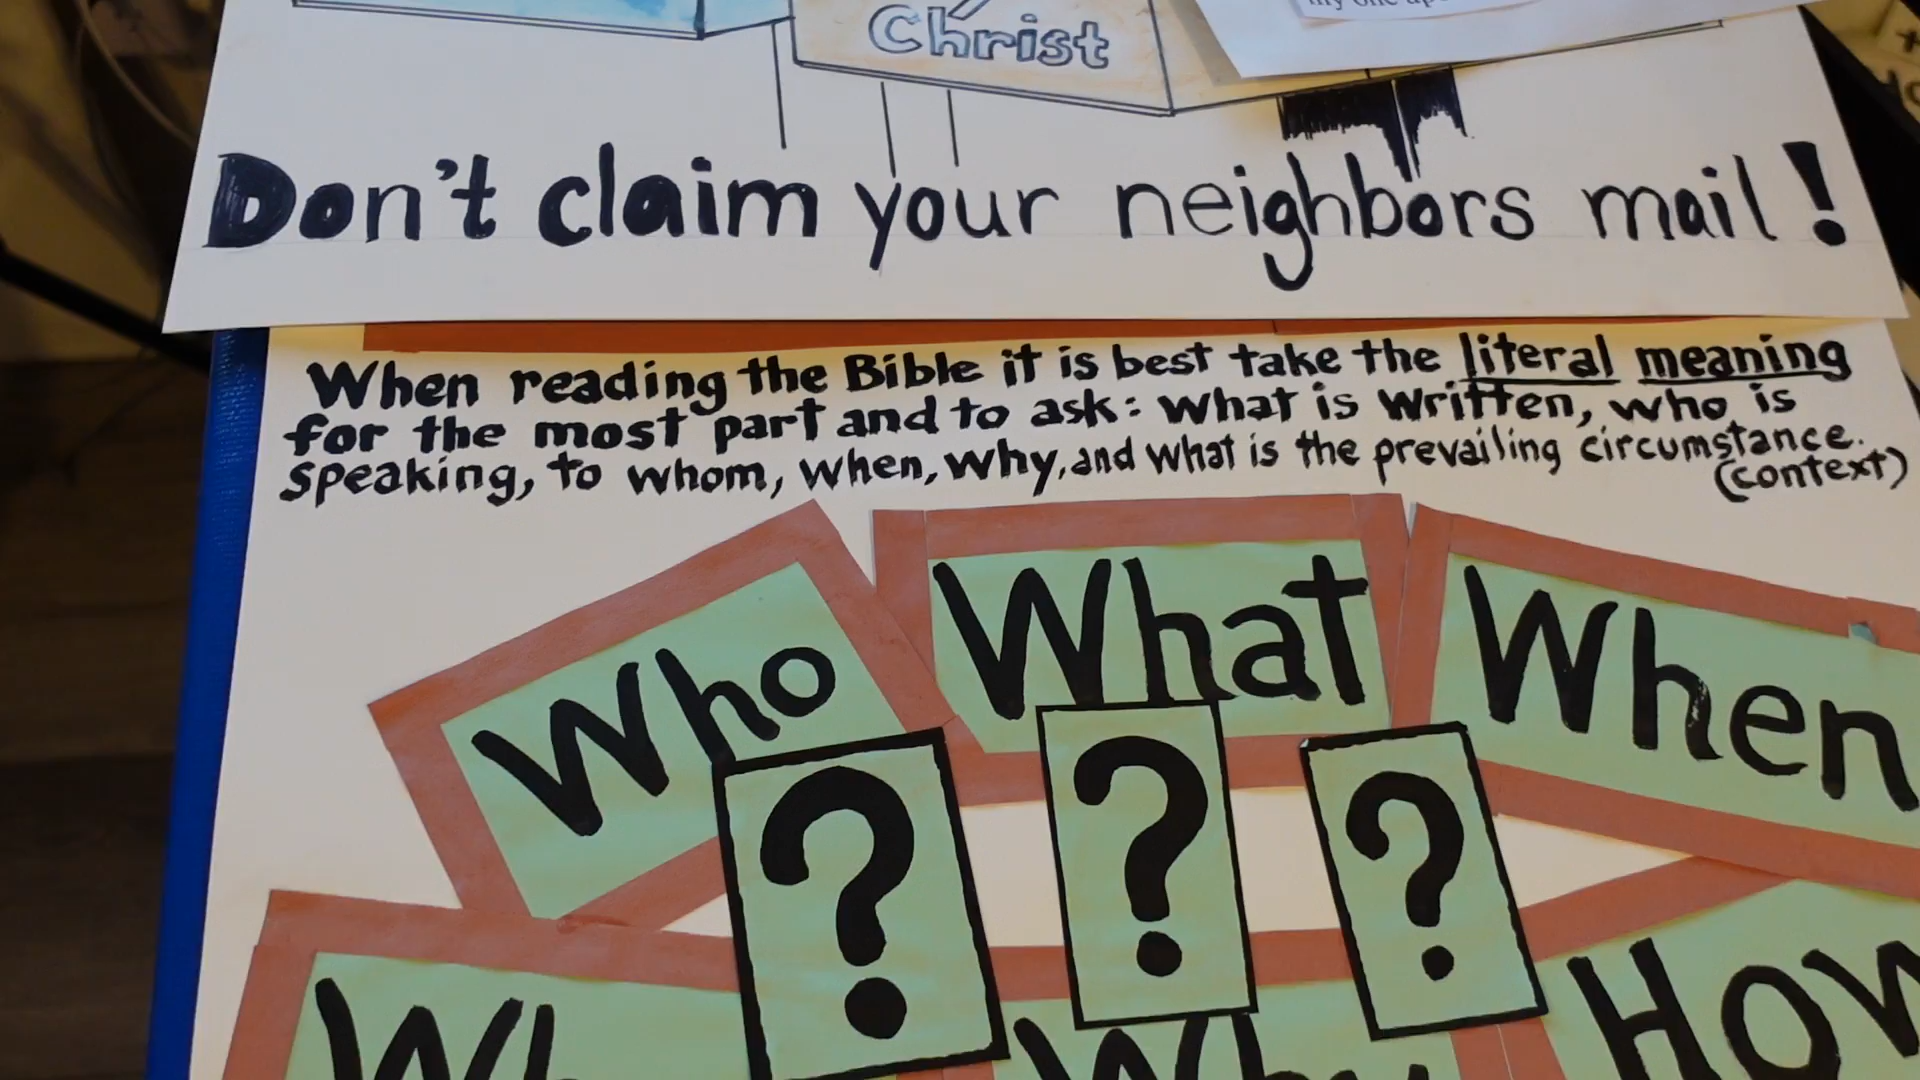 Christ
Don't claim your neighbors mail!
When reading the Bible it is best take the literal meaning
for the most part and to ask: what is written, who is
speaking, to whom, when, why, and what is the prevailing circumstance.
(context)
Who
What
When
?
?
?
Why
How